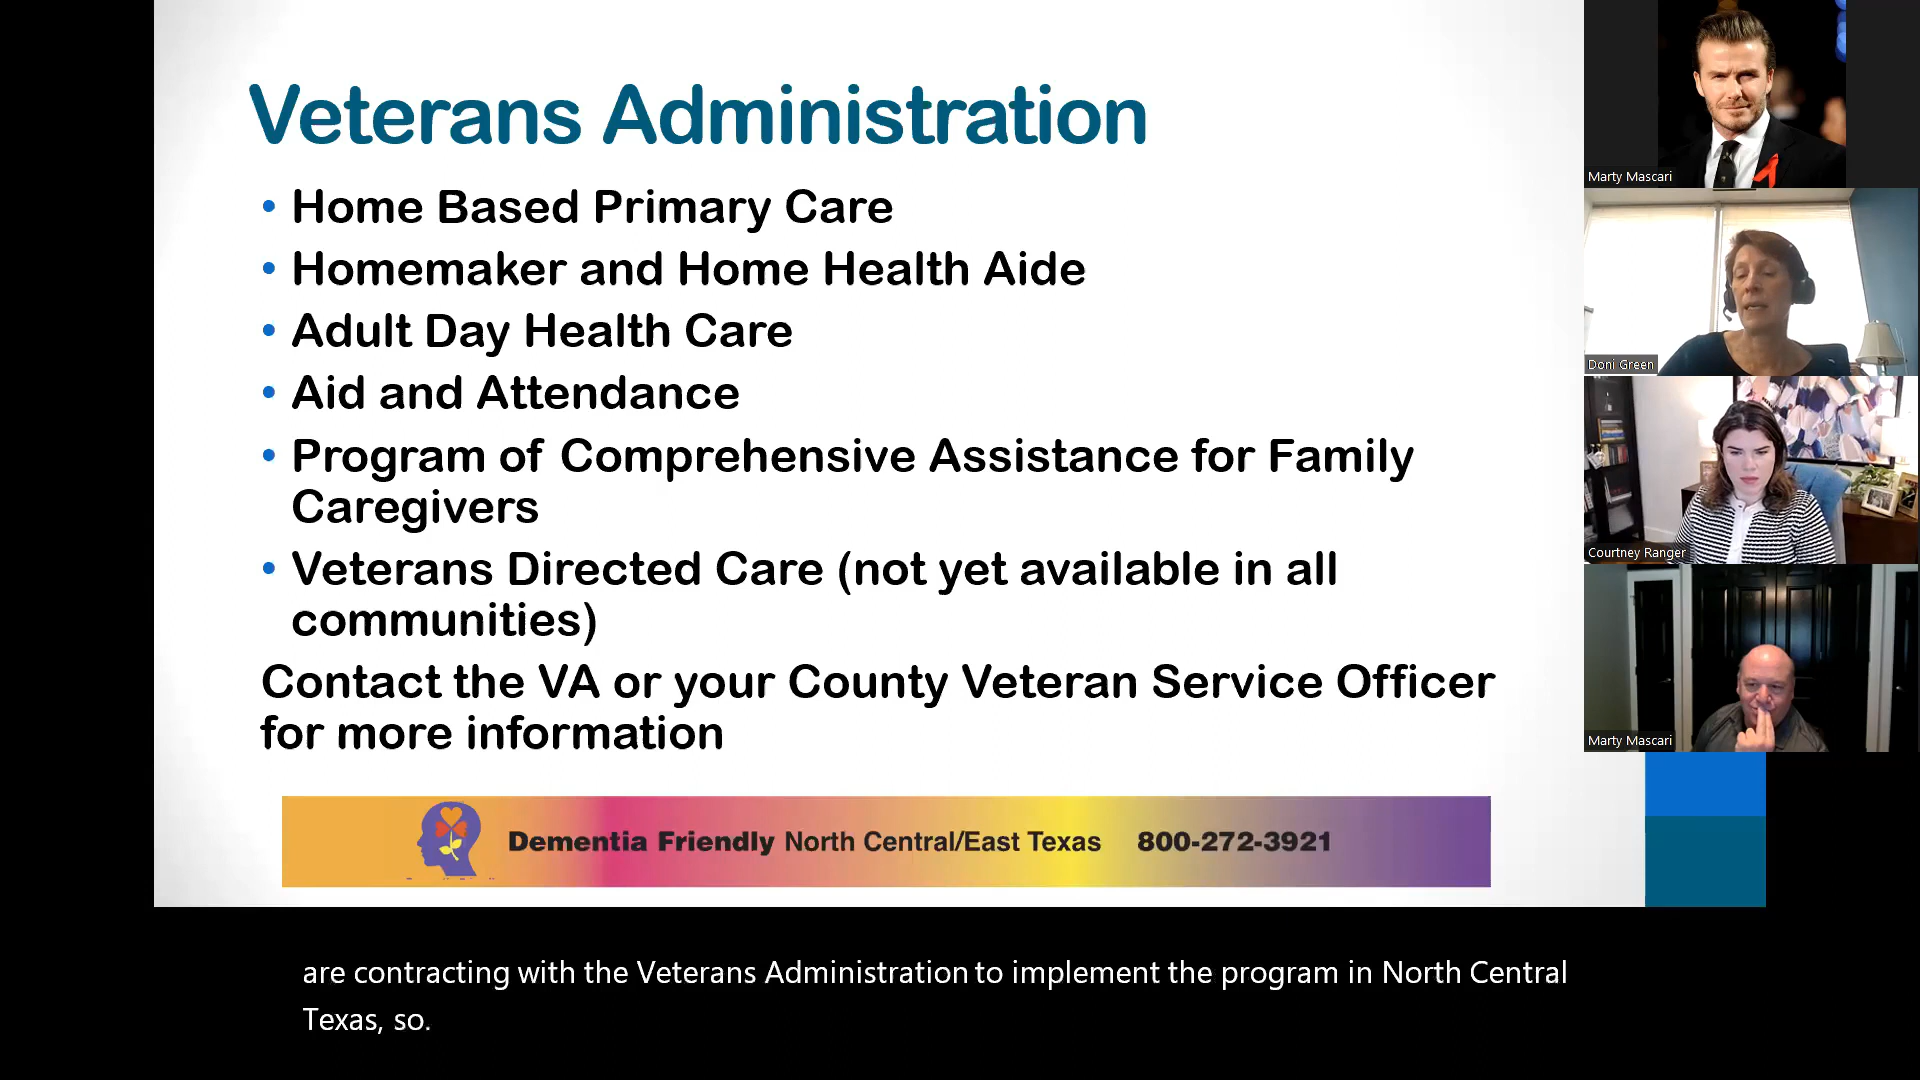 Veterans Administration
• Home Based Primary Care
• Homemaker and Home Health Aide
• Adult Day Health Care
• Aid and Attendance
• Program of Comprehensive Assistance for Family
Caregivers
• Veterans Directed Care (not yet available in all
communities)
Contact the VA or your County Veteran Service Officer
for more information
Dementia Friendly North Central/East Texas 800-272-3921
Marty Mascari
Doni Green
Courtney Ranger
Marty Mascari
are contracting with the Veterans Administration to implement the program in North Central
Texas, so.